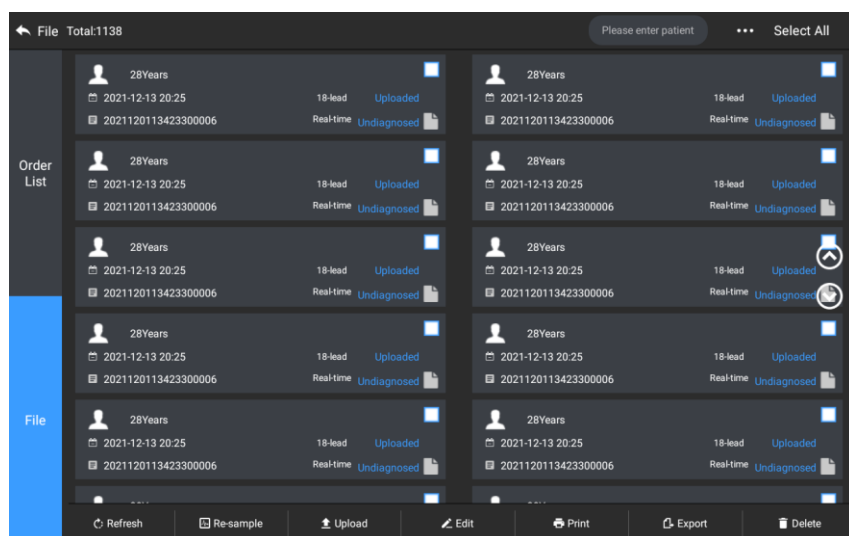 File Total:1138 Please enter patient ... Select All
Order
List
File
28Years
2021-12-13 20:25 18-lead Uploaded
2021120113423300006 Real-time Undiagnosed
28Years
2021-12-13 20:25 18-lead Uploaded
2021120113423300006 Real-time Undiagnosed
28Years
2021-12-13 20:25 18-lead Uploaded
2021120113423300006 Real-time Undiagnosed
28Years
2021-12-13 20:25 18-lead Uploaded
2021120113423300006 Real-time Undiagnosed
28Years
2021-12-13 20:25 18-lead Uploaded
2021120113423300006 Real-time Undiagnosed
28Years
2021-12-13 20:25 18-lead Uploaded
2021120113423300006 Real-time Undiagnosed
28Years
2021-12-13 20:25 18-lead Uploaded
2021120113423300006 Real-time Undiagnosed
28Years
2021-12-13 20:25 18-lead Uploaded
2021120113423300006 Real-time Undiagnosed
28Years
2021-12-13 20:25 18-lead Uploaded
2021120113423300006 Real-time Undiagnosed
28Years
2021-12-13 20:25 18-lead Uploaded
2021120113423300006 Real-time Undiagnosed
Refresh Re-sample Upload Edit Print Export Delete